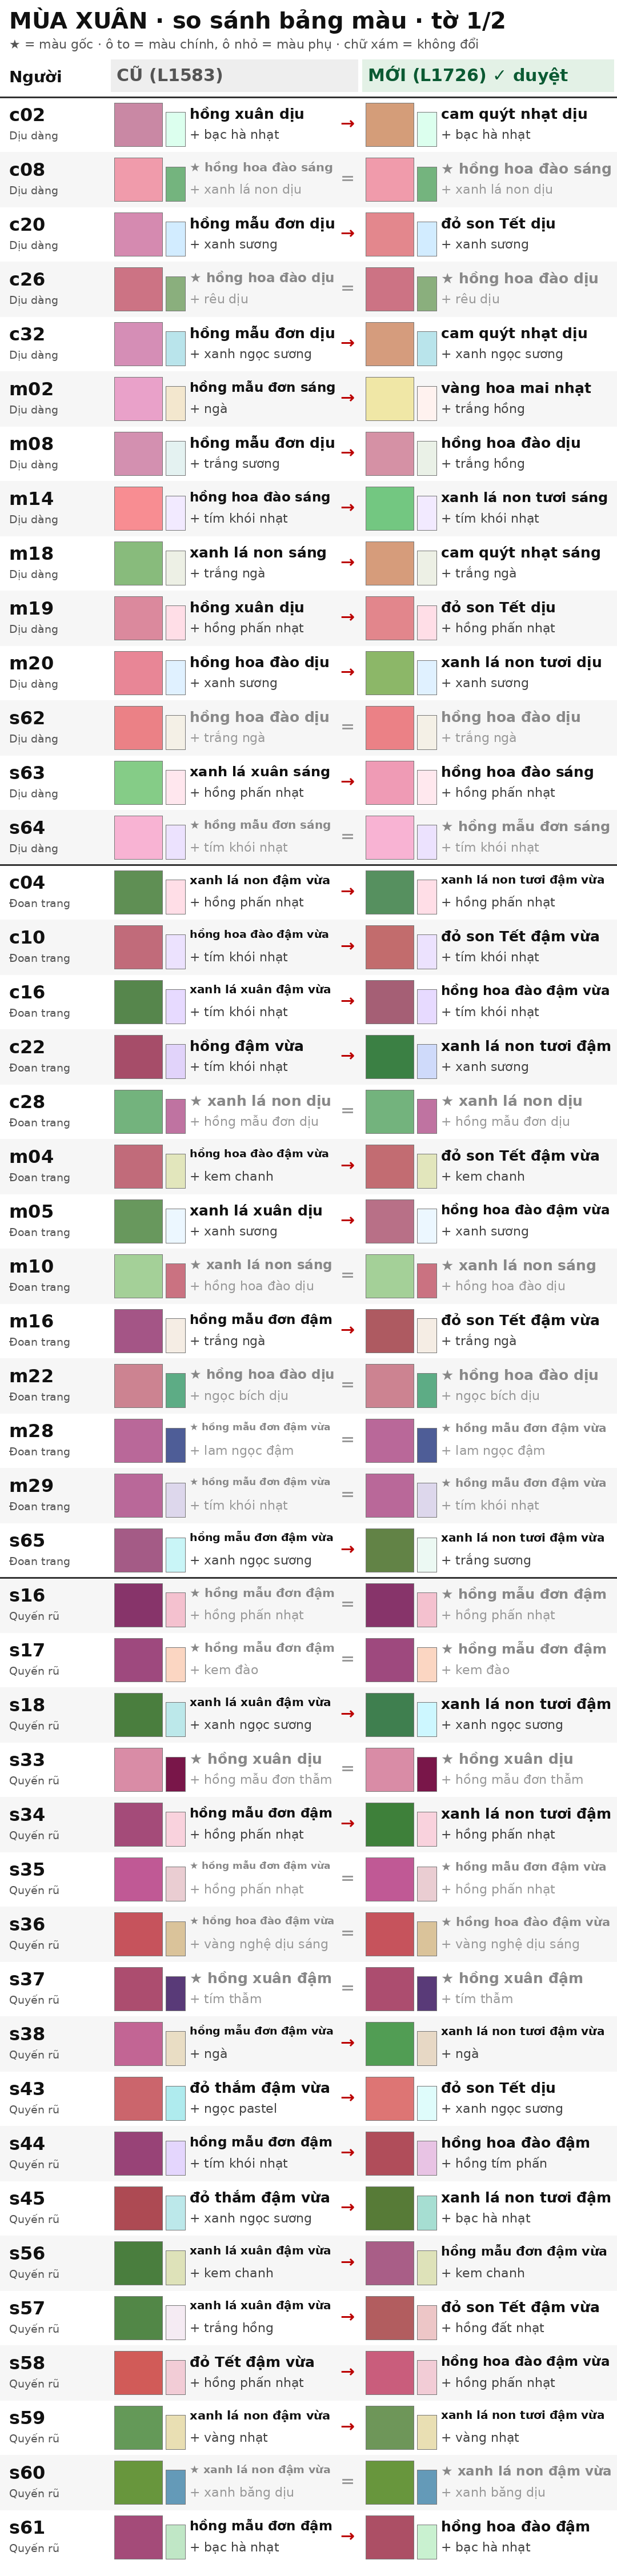 MÙA XUÂN · so sánh bảng màu · tờ 1/2
★ = màu gốc · ô to = màu chính, ô nhỏ = màu phụ · chữ xám = không đổi
Người CŨ (L1583) MỚI (L1726) ✓ duyệt
c02 hồng xuân dịu → cam quýt nhạt dịu
Dịu dàng + bạc hà nhạt + bạc hà nhạt
c08 ★ hồng hoa đào sáng = ★ hồng hoa đào sáng
Dịu dàng + xanh lá non dịu + xanh lá non dịu
c20 hồng mẫu đơn dịu → đỏ son Tết dịu
Dịu dàng + xanh sương + xanh sương
c26 ★ hồng hoa đào dịu = ★ hồng hoa đào dịu
Dịu dàng + rêu dịu + rêu dịu
c32 hồng mẫu đơn dịu → cam quýt nhạt dịu
Dịu dàng + xanh ngọc sương + xanh ngọc sương
m02 hồng mẫu đơn sáng → vàng hoa mai nhạt
Dịu dàng + ngà + trắng hồng
m08 hồng mẫu đơn dịu → hồng hoa đào dịu
Dịu dàng + trắng sương + trắng hồng
m14 hồng hoa đào sáng → xanh lá non tươi sáng
Dịu dàng + tím khói nhạt + tím khói nhạt
m18 xanh lá non sáng → cam quýt nhạt sáng
Dịu dàng + trắng ngà + trắng ngà
m19 hồng xuân dịu → đỏ son Tết dịu
Dịu dàng + hồng phấn nhạt + hồng phấn nhạt
m20 hồng hoa đào dịu → xanh lá non tươi dịu
Dịu dàng + xanh sương + xanh sương
s62 hồng hoa đào dịu = hồng hoa đào dịu
Dịu dàng + trắng ngà + trắng ngà
s63 xanh lá xuân sáng → hồng hoa đào sáng
Dịu dàng + hồng phấn nhạt + hồng phấn nhạt
s64 ★ hồng mẫu đơn sáng = ★ hồng mẫu đơn sáng
Dịu dàng + tím khói nhạt + tím khói nhạt
c04 xanh lá non đậm vừa → xanh lá non tươi đậm vừa
Đoan trang + hồng phấn nhạt + hồng phấn nhạt
c10 hồng hoa đào đậm vừa → đỏ son Tết đậm vừa
Đoan trang + tím khói nhạt + tím khói nhạt
c16 xanh lá xuân đậm vừa → hồng hoa đào đậm vừa
Đoan trang + tím khói nhạt + tím khói nhạt
c22 hồng đậm vừa → xanh lá non tươi đậm
Đoan trang + tím khói nhạt + xanh sương
c28 ★ xanh lá non dịu = ★ xanh lá non dịu
Đoan trang + hồng mẫu đơn dịu + hồng mẫu đơn dịu
m04 hồng hoa đào đậm vừa → đỏ son Tết đậm vừa
Đoan trang + kem chanh + kem chanh
m05 xanh lá xuân dịu → hồng hoa đào đậm vừa
Đoan trang + xanh sương + xanh sương
m10 ★ xanh lá non sáng = ★ xanh lá non sáng
Đoan trang + hồng hoa đào dịu + hồng hoa đào dịu
m16 hồng mẫu đơn đậm → đỏ son Tết đậm vừa
Đoan trang + trắng ngà + trắng ngà
m22 ★ hồng hoa đào dịu = ★ hồng hoa đào dịu
Đoan trang + ngọc bích dịu + ngọc bích dịu
m28 ★ hồng mẫu đơn đậm vừa = ★ hồng mẫu đơn đậm vừa
Đoan trang + lam ngọc đậm + lam ngọc đậm
m29 ★ hồng mẫu đơn đậm vừa = ★ hồng mẫu đơn đậm vừa
Đoan trang + tím khói nhạt + tím khói nhạt
s65 hồng mẫu đơn đậm vừa → xanh lá non tươi đậm vừa
Đoan trang + xanh ngọc sương + trắng sương
s16 ★ hồng mẫu đơn đậm = ★ hồng mẫu đơn đậm
Quyến rũ + hồng phấn nhạt + hồng phấn nhạt
s17 ★ hồng mẫu đơn đậm = ★ hồng mẫu đơn đậm
Quyến rũ + kem đào + kem đào
s18 xanh lá xuân đậm vừa → xanh lá non tươi đậm
Quyến rũ + xanh ngọc sương + xanh ngọc sương
s33 ★ hồng xuân dịu = ★ hồng xuân dịu
Quyến rũ + hồng mẫu đơn thẫm + hồng mẫu đơn thẫm
s34 hồng mẫu đơn đậm → xanh lá non tươi đậm
Quyến rũ + hồng phấn nhạt + hồng phấn nhạt
s35 ★ hồng mẫu đơn đậm vừa = ★ hồng mẫu đơn đậm vừa
Quyến rũ + hồng phấn nhạt + hồng phấn nhạt
s36 ★ hồng hoa đào đậm vừa = ★ hồng hoa đào đậm vừa
Quyến rũ + vàng nghệ dịu sáng + vàng nghệ dịu sáng
s37 ★ hồng xuân đậm = ★ hồng xuân đậm
Quyến rũ + tím thẫm + tím thẫm
s38 hồng mẫu đơn đậm vừa → xanh lá non tươi đậm vừa
Quyến rũ + ngà + ngà
s43 đỏ thắm đậm vừa → đỏ son Tết dịu
Quyến rũ + ngọc pastel + xanh ngọc sương
s44 hồng mẫu đơn đậm → hồng hoa đào đậm
Quyến rũ + tím khói nhạt + hồng tím phấn
s45 đỏ thắm đậm vừa → xanh lá non tươi đậm
Quyến rũ + xanh ngọc sương + bạc hà nhạt
s56 xanh lá xuân đậm vừa → hồng mẫu đơn đậm vừa
Quyến rũ + kem chanh + kem chanh
s57 xanh lá xuân đậm vừa → đỏ son Tết đậm vừa
Quyến rũ + trắng hồng + hồng đất nhạt
s58 đỏ Tết đậm vừa → hồng hoa đào đậm vừa
Quyến rũ + hồng phấn nhạt + hồng phấn nhạt
s59 xanh lá non đậm vừa → xanh lá non tươi đậm vừa
Quyến rũ + vàng nhạt + vàng nhạt
s60 ★ xanh lá non đậm vừa = ★ xanh lá non đậm vừa
Quyến rũ + xanh băng dịu + xanh băng dịu
s61 hồng mẫu đơn đậm → hồng hoa đào đậm
Quyến rũ + bạc hà nhạt + bạc hà nhạt